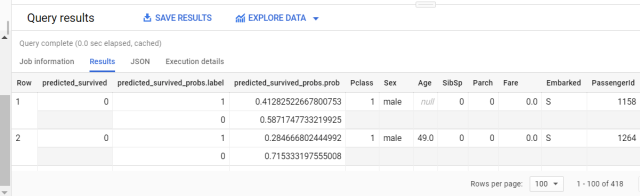 Query results SAVE RESULTS EXPLORE DATA
Query complete (0.0 sec elapsed, cached)
Job information Results JSON Execution details
Row predicted_survived predicted_survived_probs.label predicted_survived_probs.prob Pclass Sex Age SibSp Parch Fare Embarked PassengerId
1 0 1 0.41282522667800753 1 male null 0 0 0.0 S 1158
0 0.5871747733219925
2 0 1 0.284666802444992 1 male 49.0 0 0 0.0 S 1264
0 0.715333197555008
Rows per page: 100 1 - 100 of 418